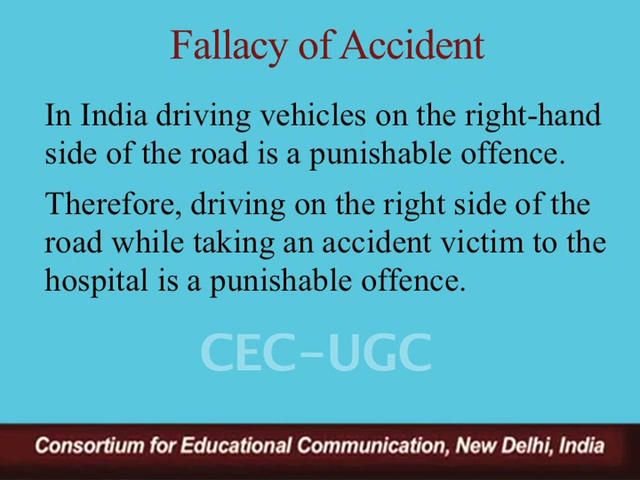 Fallacy of Accident
In India driving vehicles on the right-hand
side of the road is a punishable offence.
Therefore, driving on the right side of the
road while taking an accident victim to the
hospital is a punishable offence.
CEC-UGC
Consortium for Educational Communication, New Delhi, India